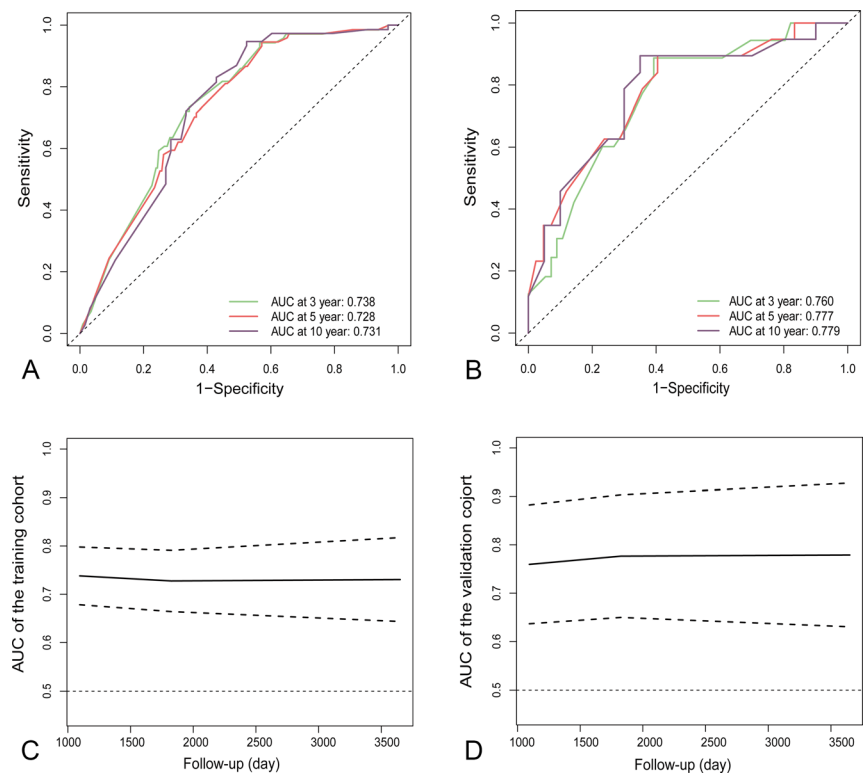 1.0
0.8
0.6
0.4
0.2
0.0
Sensitivity
AUC at 3 year: 0.738
AUC at 5 year: 0.728
AUC at 10 year: 0.731
0.0 0.2 0.4 0.6 0.8 1.0
1−Specificity
A
1.0
0.8
0.6
0.4
0.2
0.0
Sensitivity
AUC at 3 year: 0.760
AUC at 5 year: 0.777
AUC at 10 year: 0.779
0.0 0.2 0.4 0.6 0.8 1.0
1−Specificity
B
1.0
0.9
0.8
0.7
0.6
0.5
AUC of the training cohort
1000 1500 2000 2500 3000 3500
Follow-up (day)
C
1.0
0.9
0.8
0.7
0.6
0.5
AUC of the validation cojort
1000 1500 2000 2500 3000 3500
Follow-up (day)
D